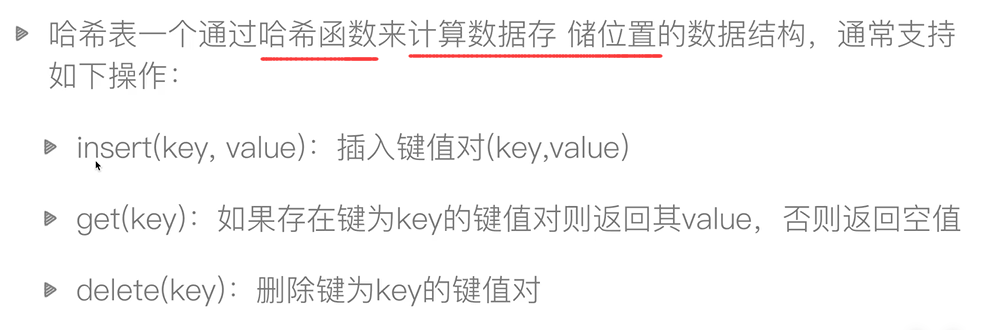 哈希表一个通过哈希函数来计算数据存 储位置的数据结构，通常支持
如下操作：
insert(key, value)：插入键值对(key,value)
get(key)：如果存在键为key的键值对则返回其value，否则返回空值
delete(key)：删除键为key的键值对